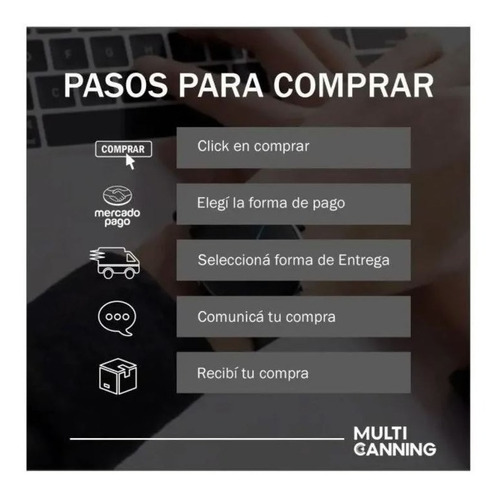 PASOS PARA COMPRAR
COMPRAR
Click en comprar
mercado
pago
Elegí la forma de pago
Seleccioná forma de Entrega
Comunicá tu compra
Recibí tu compra
MULTI
CANNING